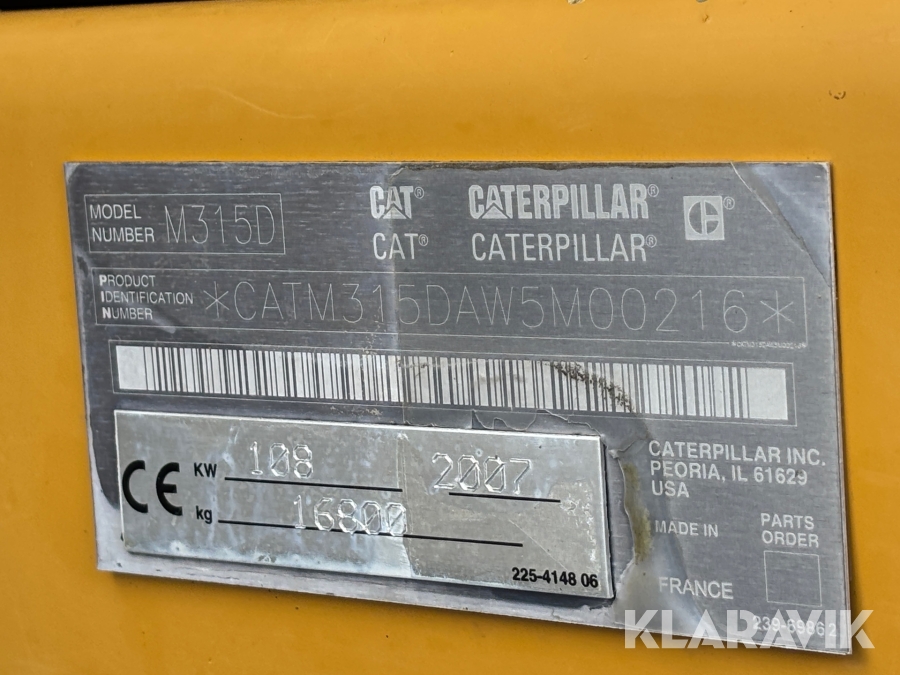 MODEL NUMBER M315D
CAT® CATERPILLAR®
CAT® CATERPILLAR®
PRODUCT
IDENTIFICATION
NUMBER
*CATM315DAW5M00216*
CE
KW 108 2007
kg 16800
225-4148 06
CATERPILLAR INC.
PEORIA, IL 61629
USA
MADE IN
FRANCE
PARTS
ORDER
KLARAVIK